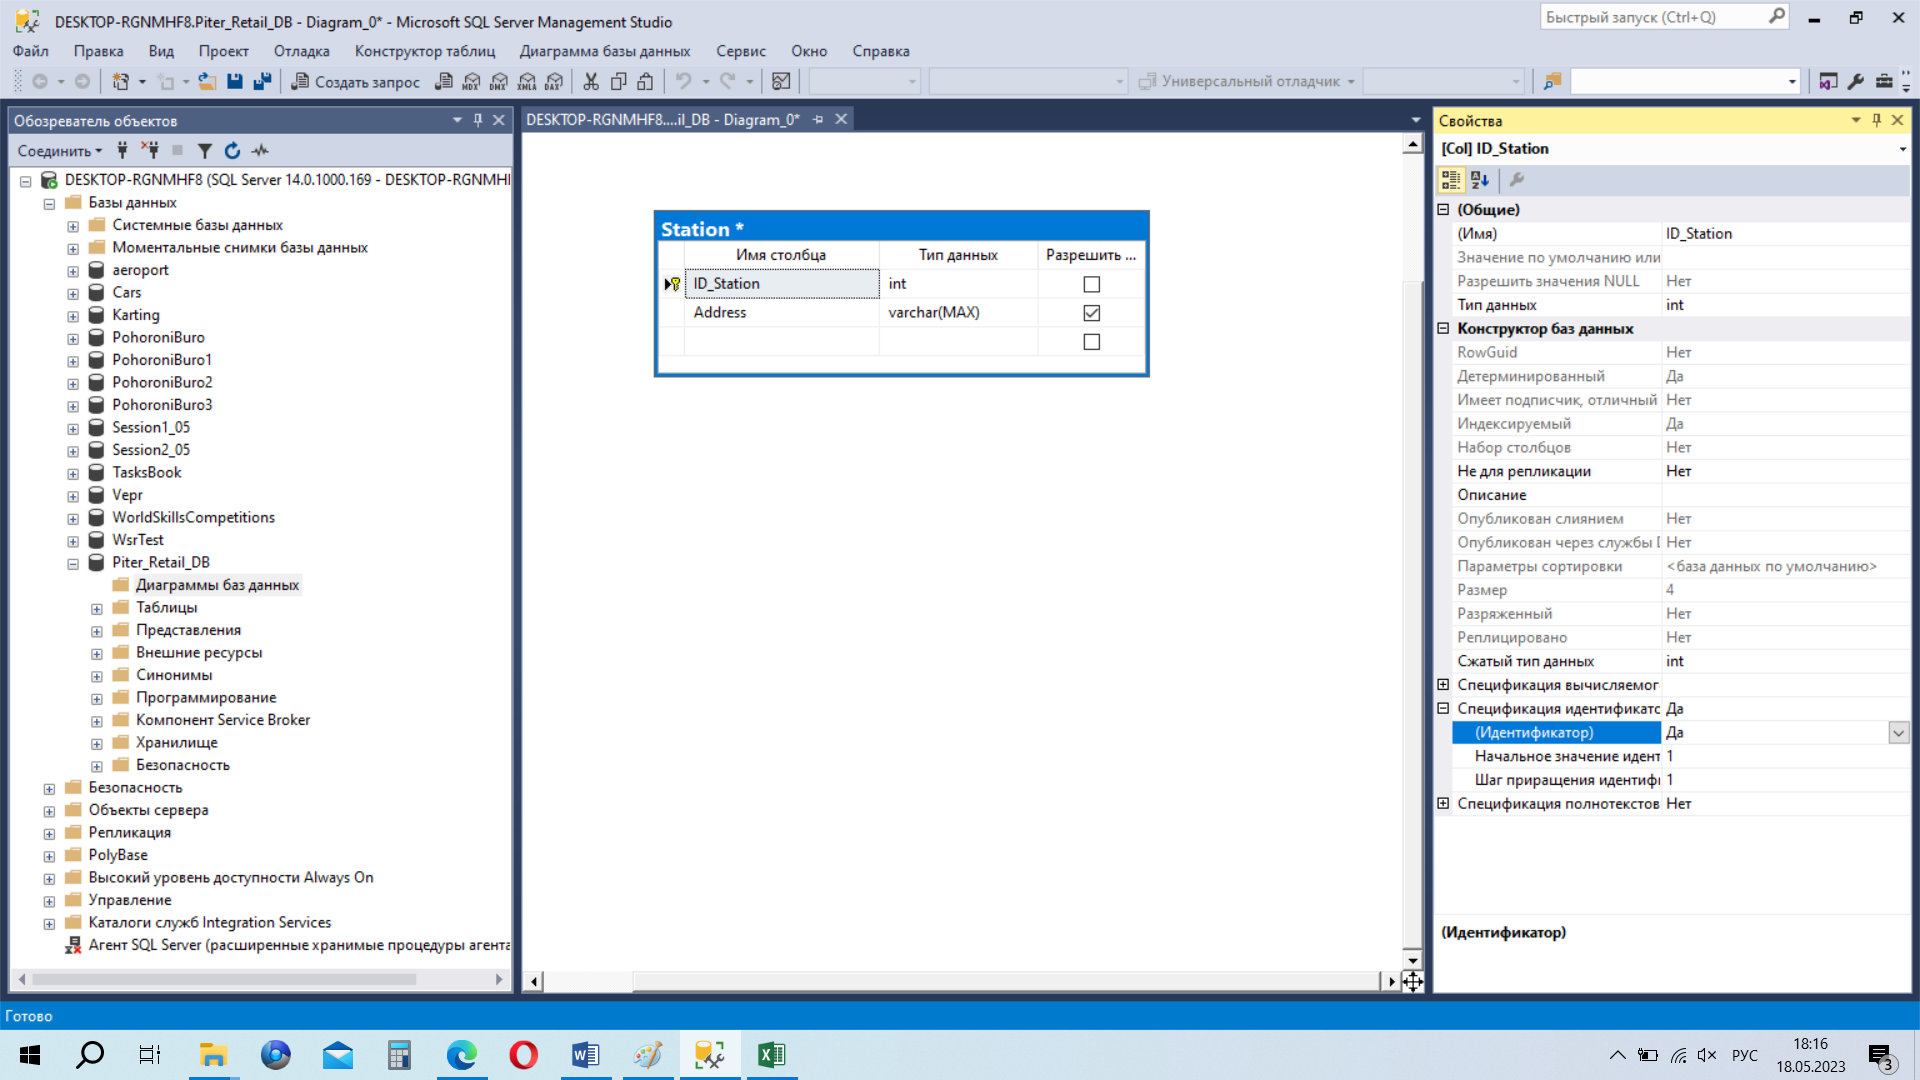 DESKTOP-RGNMHF8.Piter_Retail_DB - Diagram_0* - Microsoft SQL Server Management Studio
Быстрый запуск (Ctrl+Q)
Файл Правка Вид Проект Отладка Конструктор таблиц Диаграмма базы данных Сервис Окно Справка
Создать запрос MDX DMX XMLA DAX Универсальный отладчик
Обозреватель объектов
Соединить
DESKTOP-RGNMHF8 (SQL Server 14.0.1000.169 - DESKTOP-RGNMH
Базы данных
Системные базы данных
Моментальные снимки базы данных
aeroport
Cars
Karting
PohoroniBuro
PohoroniBuro1
PohoroniBuro2
PohoroniBuro3
Session1_05
Session2_05
TasksBook
Vepr
WorldSkillsCompetitions
WsrTest
Piter_Retail_DB
Диаграммы баз данных
Таблицы
Представления
Внешние ресурсы
Синонимы
Программирование
Компонент Service Broker
Хранилище
Безопасность
Безопасность
Объекты сервера
Репликация
PolyBase
Высокий уровень доступности Always On
Управление
Каталоги служб Integration Services
Агент SQL Server (расширенные хранимые процедуры агента
DESKTOP-RGNMHF8....il_DB - Diagram_0*
Station *
Имя столбца Тип данных Разрешить ...
ID_Station int
Address varchar(MAX)
Свойства
[Col] ID_Station
(Общие)
(Имя) ID_Station
Значение по умолчанию или
Разрешить значения NULL Нет
Тип данных int
Конструктор баз данных
RowGuid Нет
Детерминированный Да
Имеет подписчик, отличный Нет
Индексируемый Да
Набор столбцов Нет
Не для репликации Нет
Описание
Опубликован слиянием Нет
Опубликован через службы Нет
Параметры сортировки <база данных по умолчанию>
Размер 4
Разряженный Нет
Реплицировано Нет
Сжатый тип данных int
Спецификация вычисляемог
Спецификация идентификатс Да
(Идентификатор) Да
Начальное значение идент 1
Шаг приращения идентифи 1
Спецификация полнотекстов Нет
(Идентификатор)
Готово
РУС
18:16
18.05.2023
3